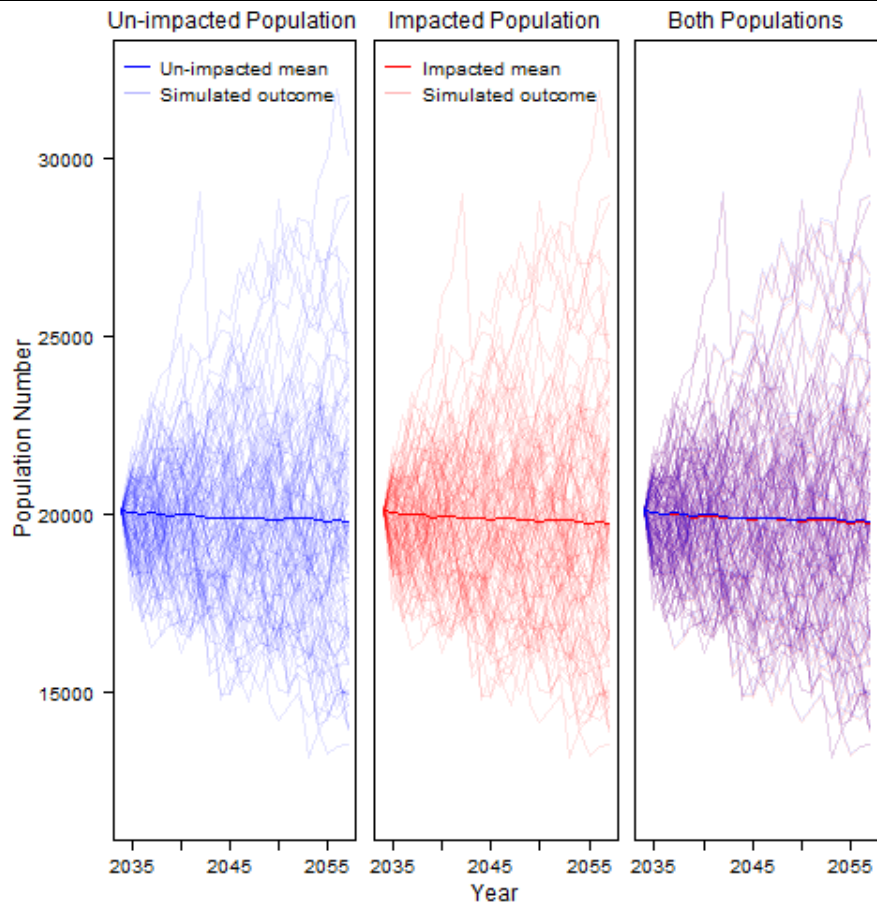 Un-impacted Population
Impacted Population
Both Populations
Un-impacted mean
Simulated outcome
Impacted mean
Simulated outcome
Population Number
30000
25000
20000
15000
2035
2045
2055
2035
2045
2055
2035
2045
2055
Year